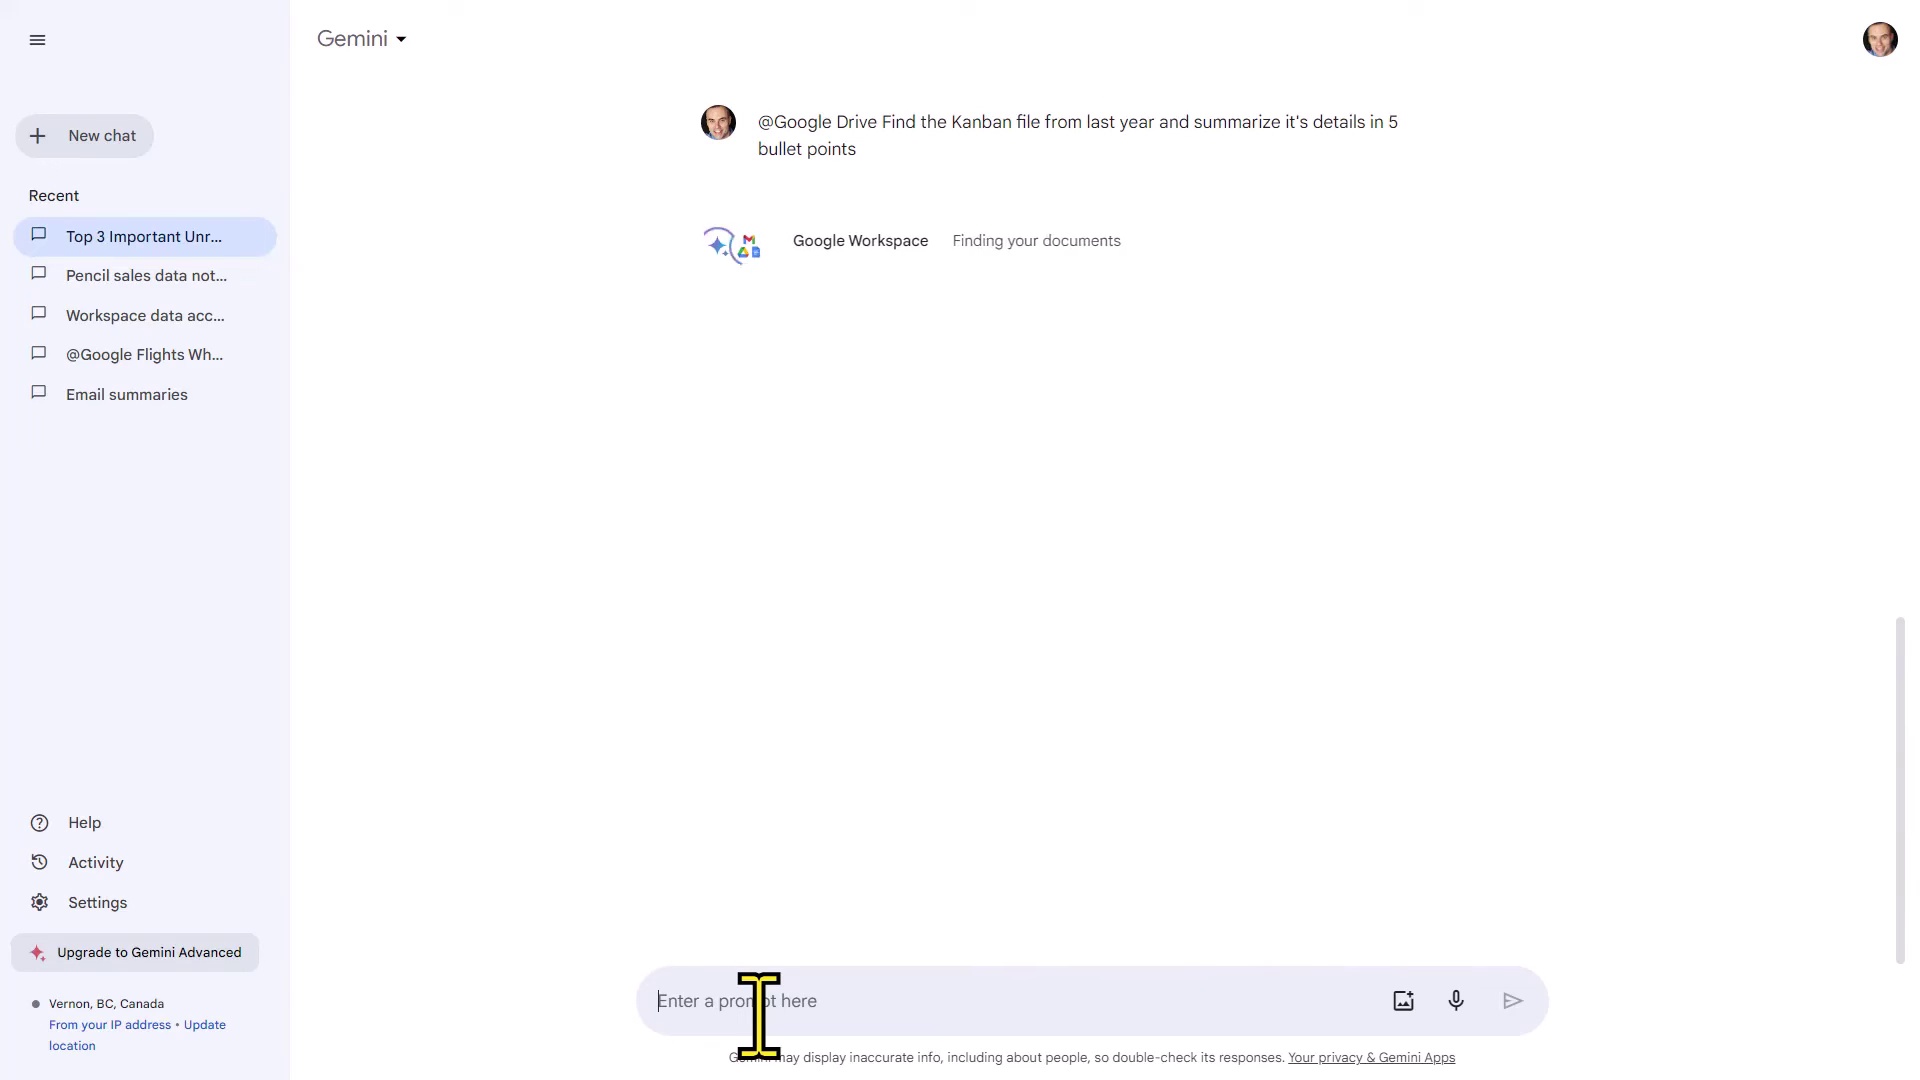 Gemini
New chat
Recent
Top 3 Important Unr...
Pencil sales data not...
Workspace data acc...
@Google Flights Wh...
Email summaries
Help
Activity
Settings
Upgrade to Gemini Advanced
Vernon, BC, Canada
From your IP address • Update
location
@Google Drive Find the Kanban file from last year and summarize it's details in 5
bullet points
Google Workspace Finding your documents
Enter a prompt here
Gemini may display inaccurate info, including about people, so double-check its responses. Your privacy & Gemini Apps